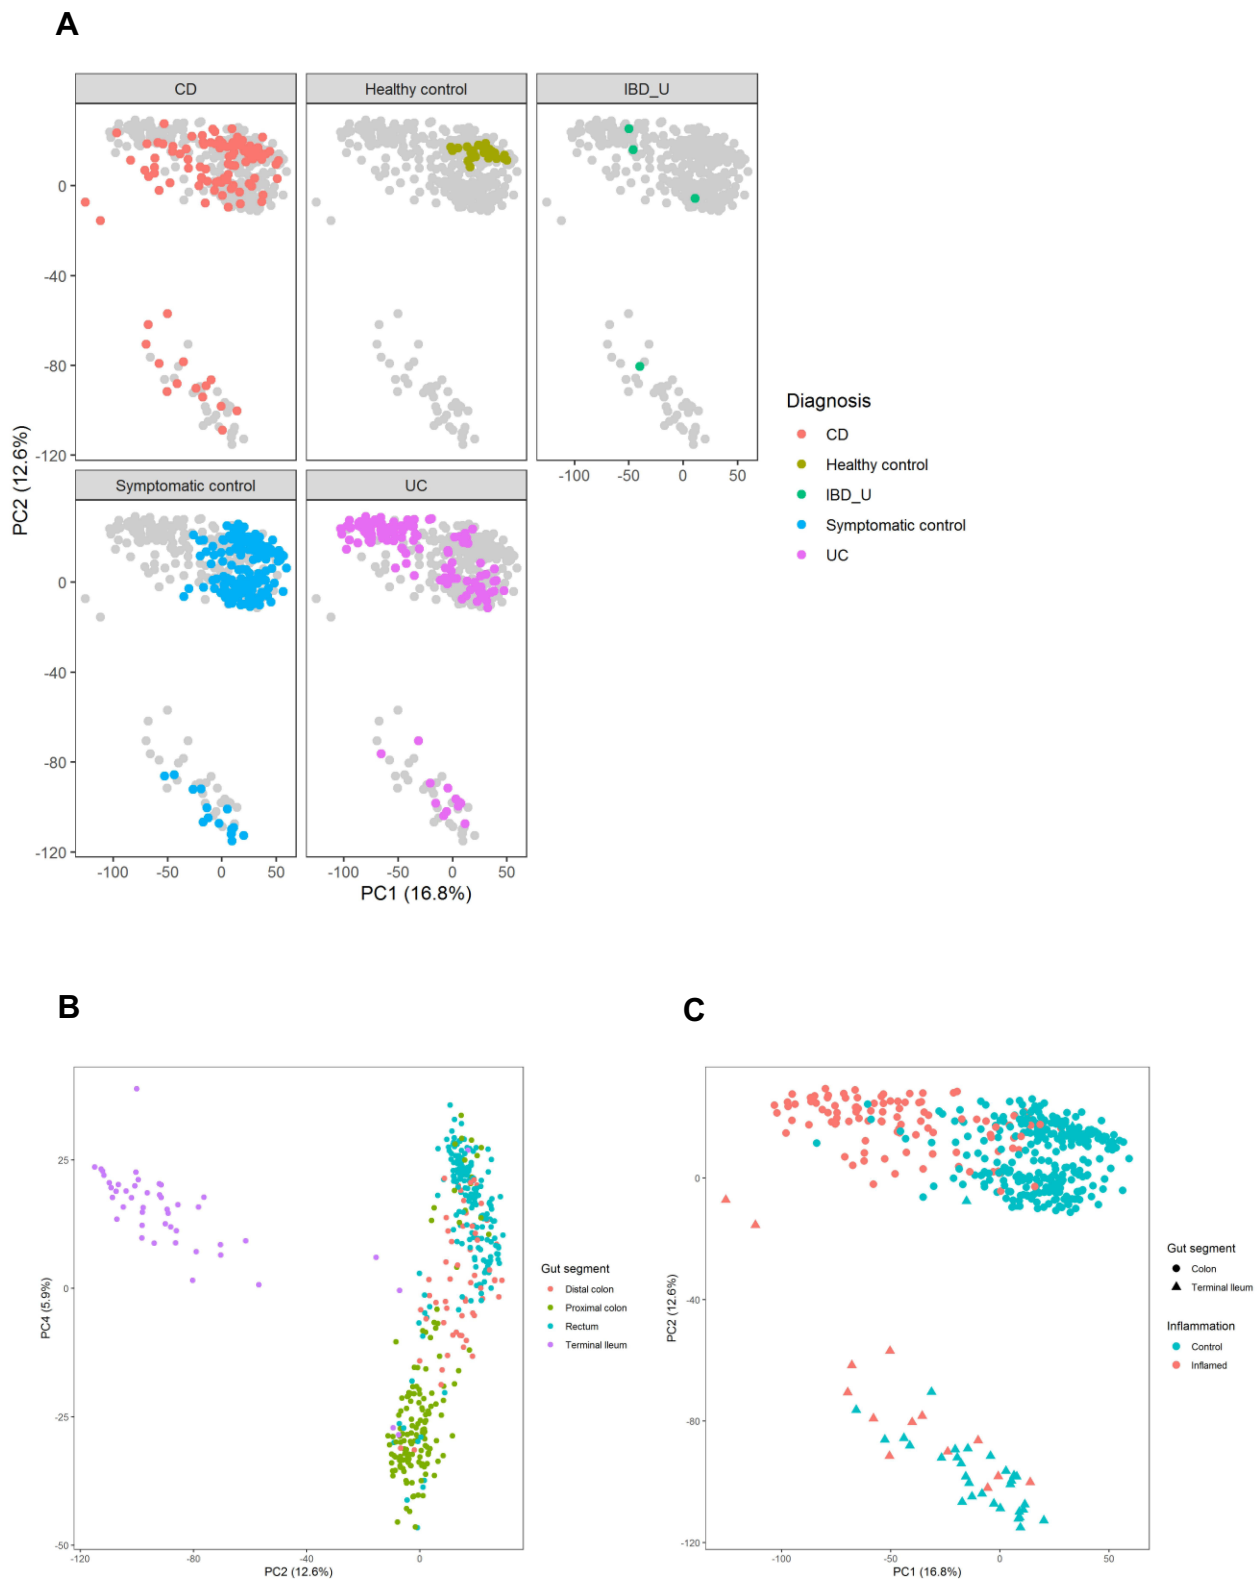 A
CD
Healthy control
IBD_U
0
-40
-80
-120
-100 -50 0 50
Symptomatic control
UC
0
-40
-80
-120
-100 -50 0 50
-100 -50 0 50
PC2 (12.6%)
PC1 (16.8%)
Diagnosis
CD
Healthy control
IBD_U
Symptomatic control
UC
B
25
0
-25
-50
-120 -80 -40 0
PC4 (5.9%)
PC2 (12.6%)
Gut segment
Distal colon
Proximal colon
Rectum
Terminal Ileum
C
0
-40
-80
-120
-100 -50 0 50
PC2 (12.6%)
PC1 (16.8%)
Gut segment
Colon
Terminal Ileum
Inflammation
Control
Inflamed